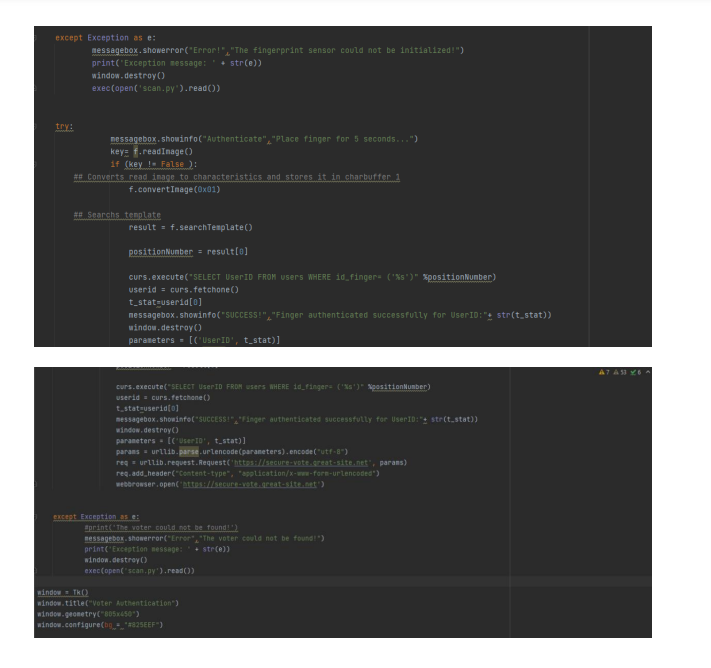 except Exception as e:
messagebox.showerror("Error!","The fingerprint sensor could not be initialized!")
print('Exception message: ' + str(e))
window.destroy()
exec(open('scan.py').read())
try:
messagebox.showinfo("Authenticate","Place finger for 5 seconds...")
key= f.readImage()
if (key != False ):
## Converts read image to characteristics and stores it in charbuffer 1
f.convertImage(0x01)
## Searchs template
result = f.searchTemplate()
positionNumber = result[0]
curs.execute("SELECT UserID FROM users WHERE id_finger= ('%s')" %positionNumber)
userid = curs.fetchone()
t_stat=userid[0]
messagebox.showinfo("SUCCESS!","Finger authenticated successfully for UserID:"+ str(t_stat))
window.destroy()
parameters = [('UserID', t_stat)]
7 53 6
curs.execute("SELECT UserID FROM users WHERE id_finger= ('%s')" %positionNumber)
userid = curs.fetchone()
t_stat=userid[0]
messagebox.showinfo("SUCCESS!","Finger authenticated successfully for UserID:"+ str(t_stat))
window.destroy()
parameters = [('UserID', t_stat)]
params = urllib.parse.urlencode(parameters).encode("utf-8")
req = urllib.request.Request('https://secure-vote.great-site.net', params)
req.add_header("Content-type", "application/x-www-form-urlencoded")
webbrowser.open('https://secure-vote.great-site.net')
except Exception as e:
#print('The voter could not be found!')
messagebox.showerror("Error","The voter could not be found!")
print('Exception message: ' + str(e))
window.destroy()
exec(open('scan.py').read())
window = Tk()
window.title("Voter Authentication")
window.geometry("805x450")
window.configure(bg = "#825EEF")